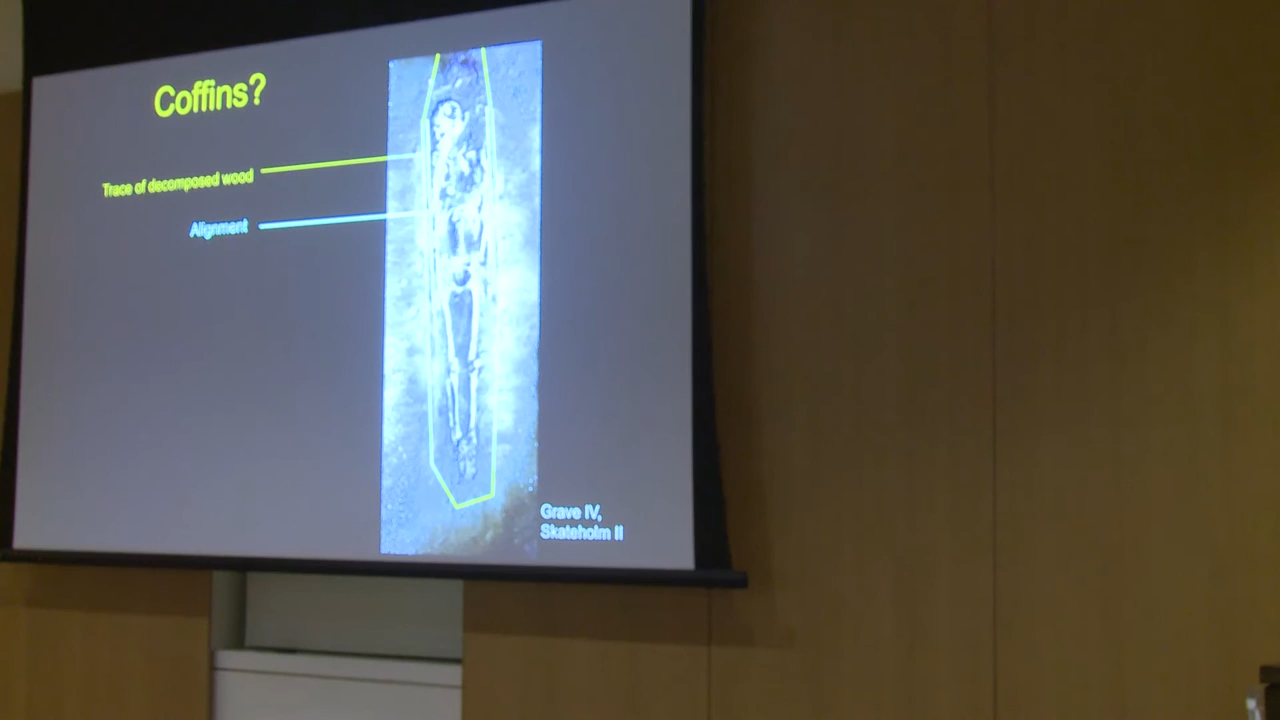 Coffins?
Trace of decomposed wood
Alignment
Grave IV,
Skateholm II